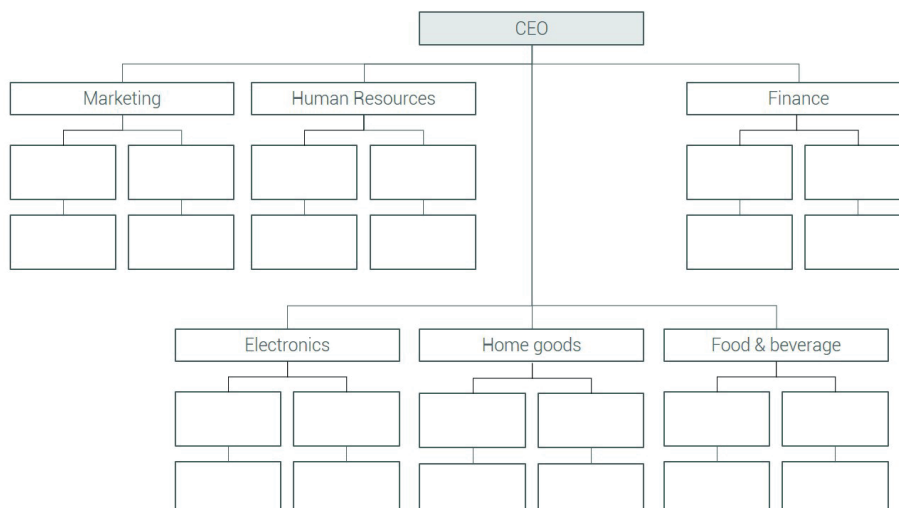 CEO
Marketing
Human Resources
Finance
Electronics
Home goods
Food & beverage